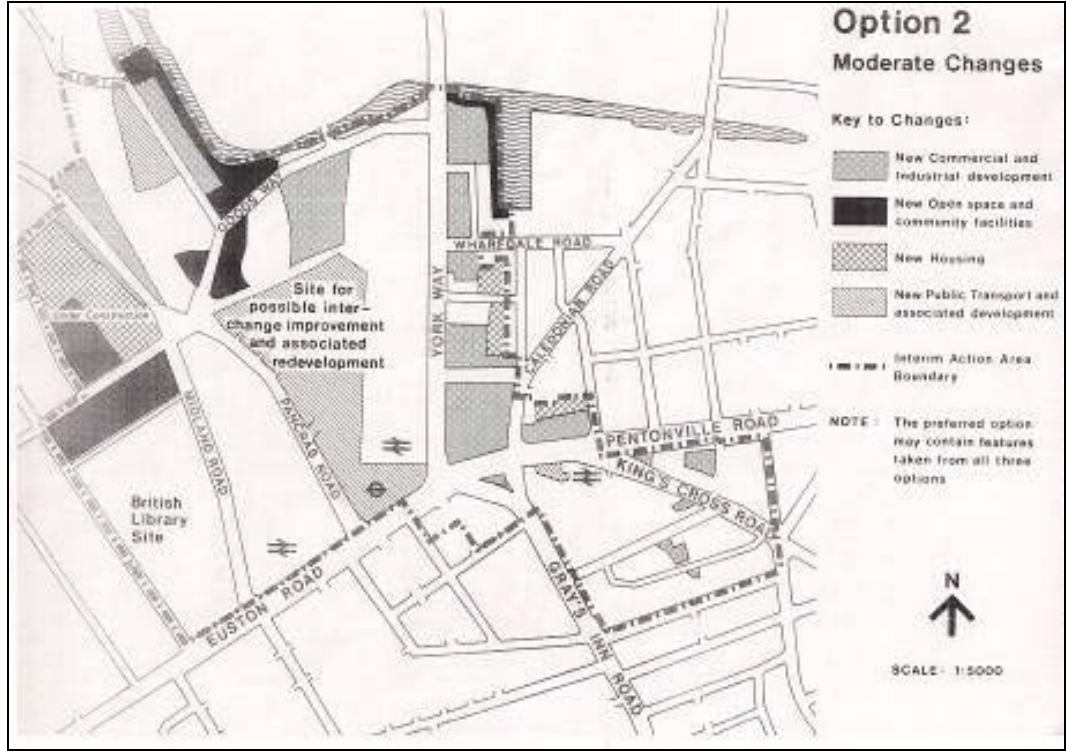 Option 2
Moderate Changes
Key to Changes:
New Commercial and
Industrial development
New Open space and
community facilities
New Housing
New Public Transport and
associated development
Interim Action Area
Boundary
NOTE: The preferred option
may contain features
taken from all three
options
N
SCALE: 1:5000
GOODS WAY
WHARFEDALE ROAD
YORK WAY
CALEDONIAN ROAD
Site for
possible inter-
change improvement
and associated
redevelopment
Under Construction
MIDLAND ROAD
PANCRAS ROAD
PENTONVILLE ROAD
KING'S CROSS ROAD
British
Library
Site
EUSTON ROAD
GRAY'S INN ROAD